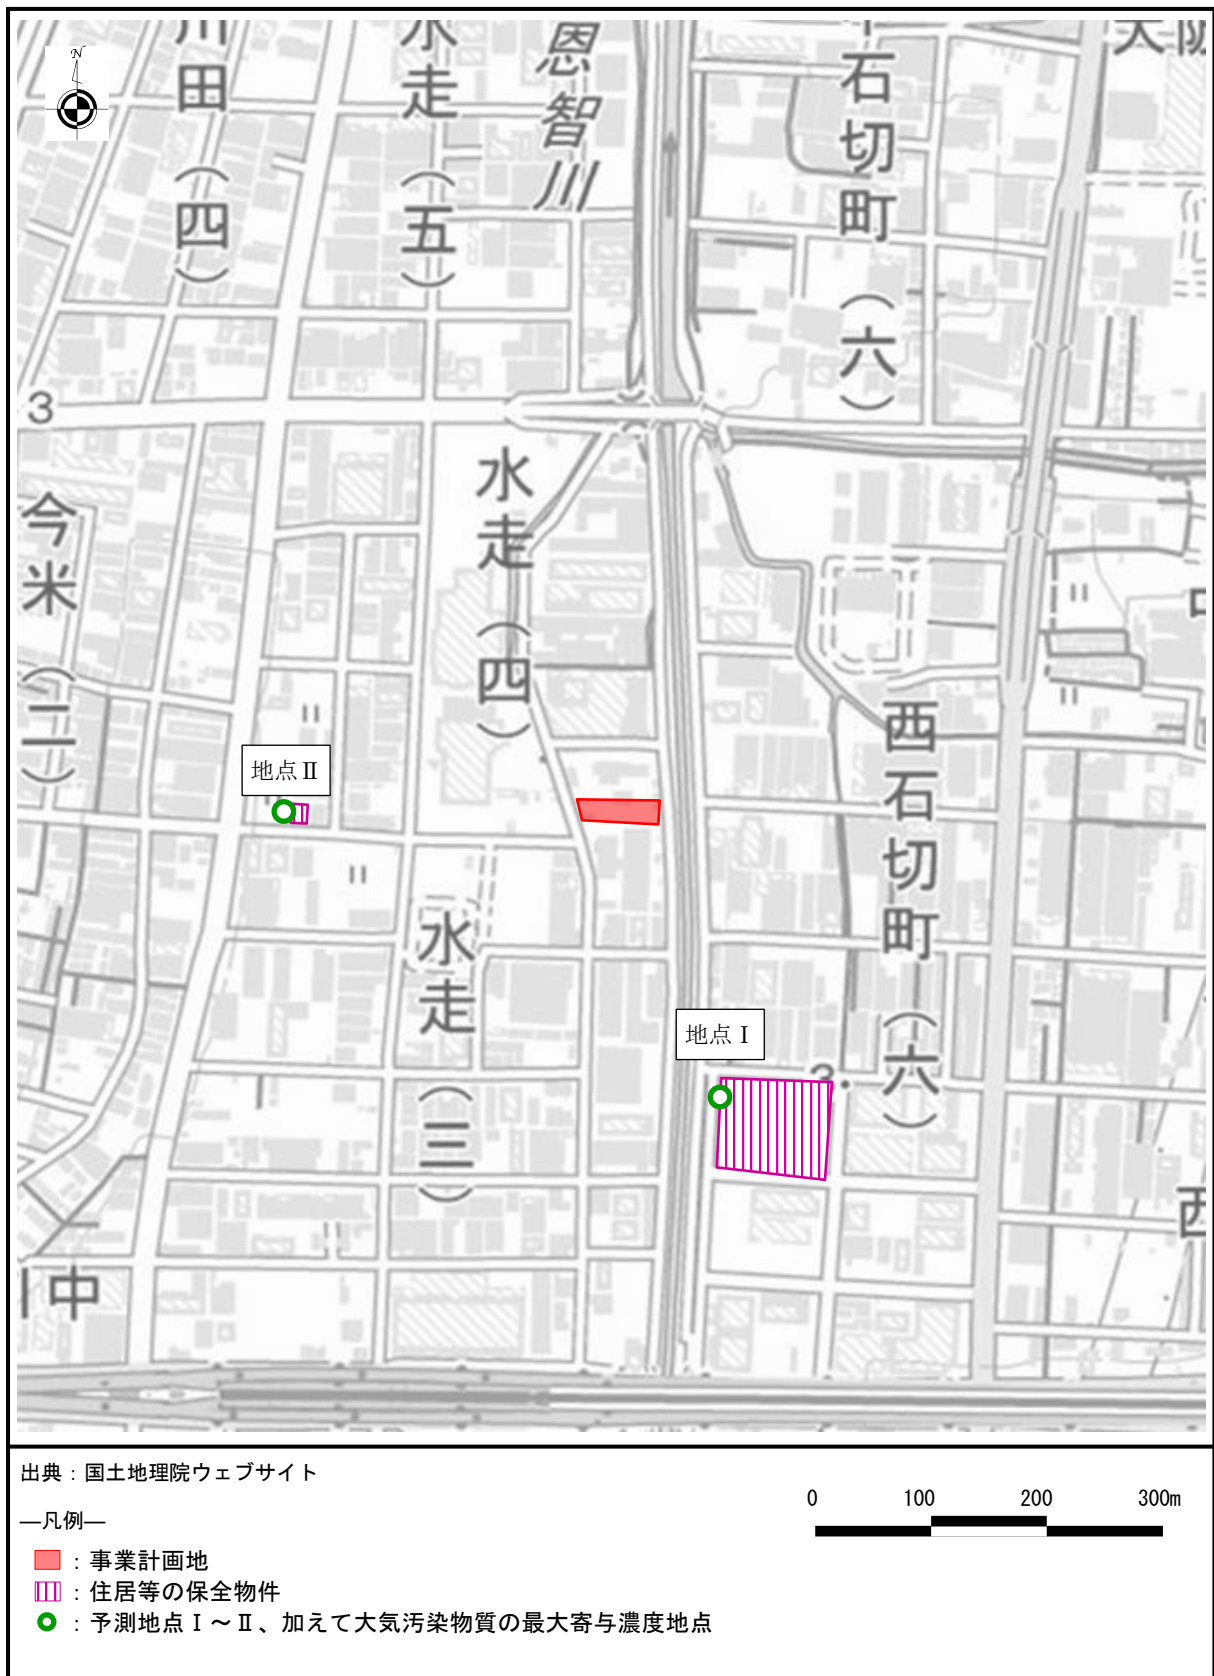 N
川田(四)
水走(五)
恩智川
石切町(六)
大阪
3
今米(二)
水走(四)
西石切町(六)
地点Ⅱ
水走(三)
地点Ⅰ
中
西
出典：国土地理院ウェブサイト
0 100 200 300m
―凡例―
：事業計画地
：住居等の保全物件
：予測地点Ⅰ～Ⅱ、加えて大気汚染物質の最大寄与濃度地点